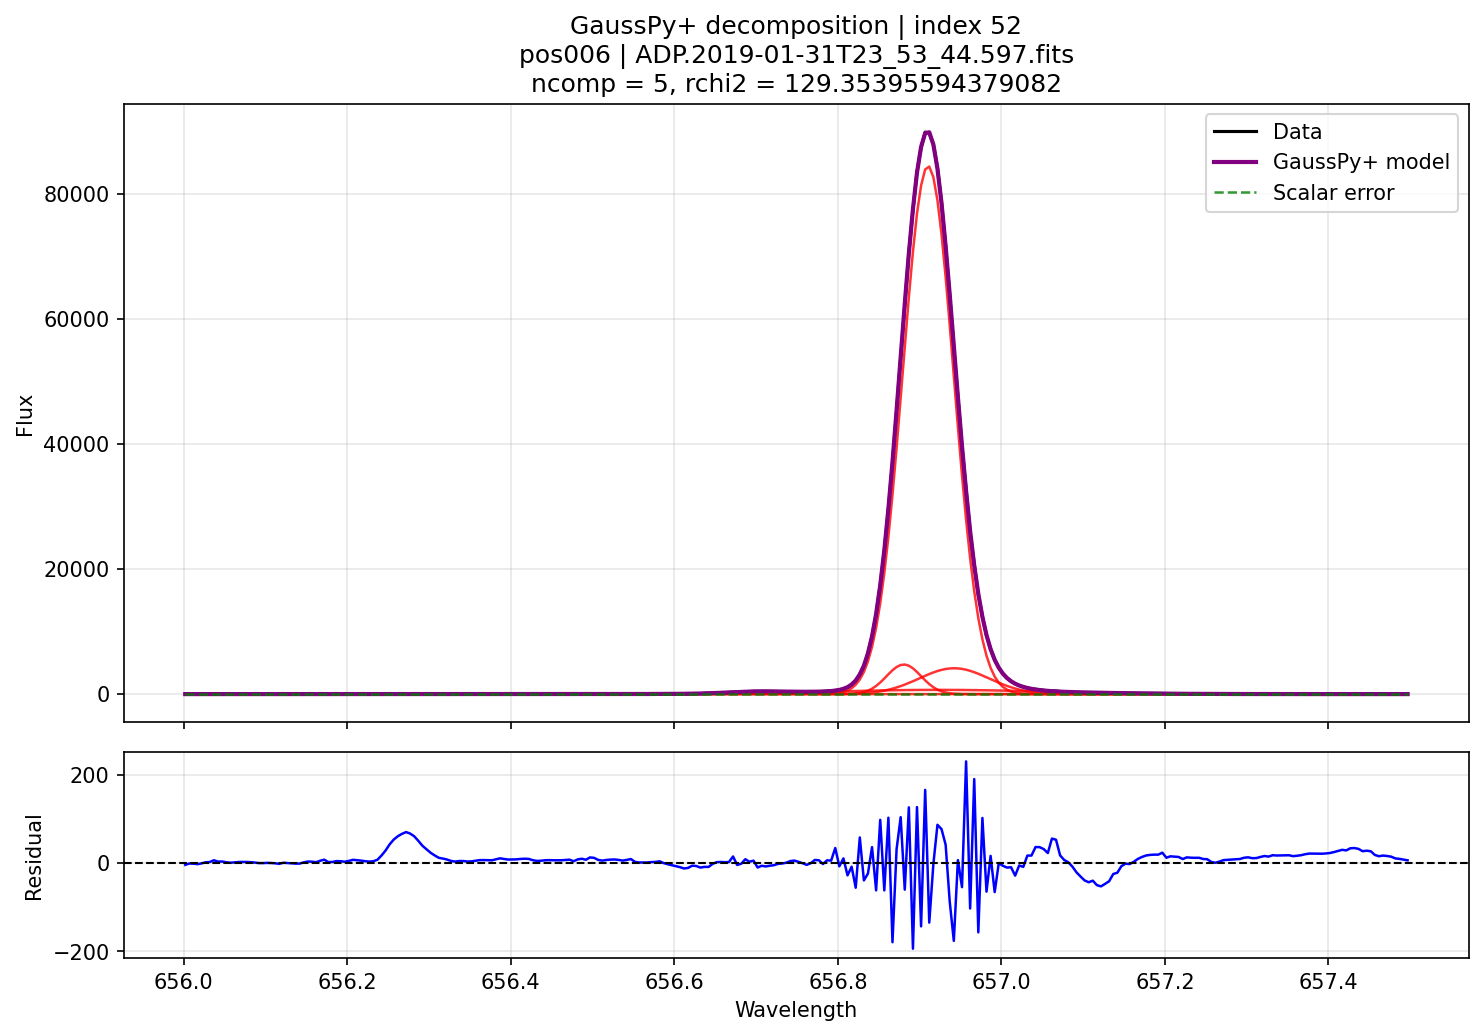 GaussPy+ decomposition | index 52
pos006 | ADP.2019-01-31T23_53_44.597.fits
ncomp = 5, rchi2 = 129.35395594379082
Data
GaussPy+ model
Scalar error
80000
60000
40000
20000
0
Flux
200
0
−200
Residual
656.0 656.2 656.4 656.6 656.8 657.0 657.2 657.4
Wavelength